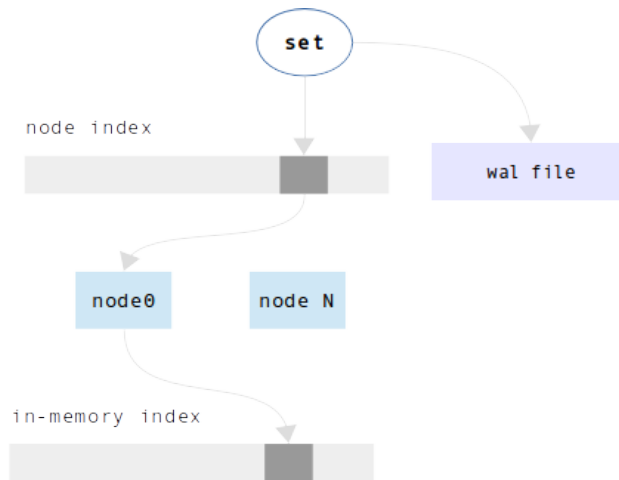 set
node index
wal file
node0
node N
in-memory index